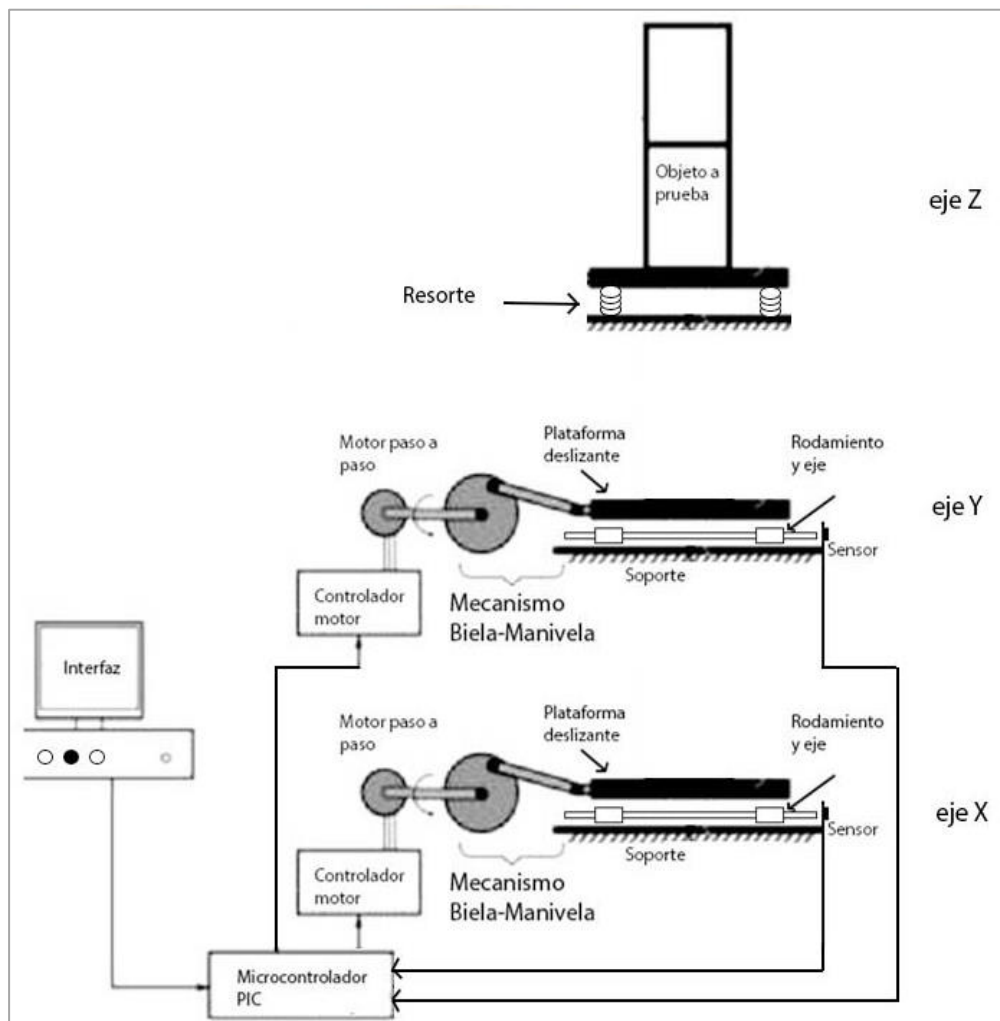 Objeto a
prueba
eje Z
Resorte
Motor paso a
paso
Plataforma
deslizante
Rodamiento
y eje
eje Y
Sensor
Soporte
Controlador
motor
Mecanismo
Biela-Manivela
Interfaz
Motor paso a
paso
Plataforma
deslizante
Rodamiento
y eje
eje X
Sensor
Soporte
Controlador
motor
Mecanismo
Biela-Manivela
Microcontrolador
PIC